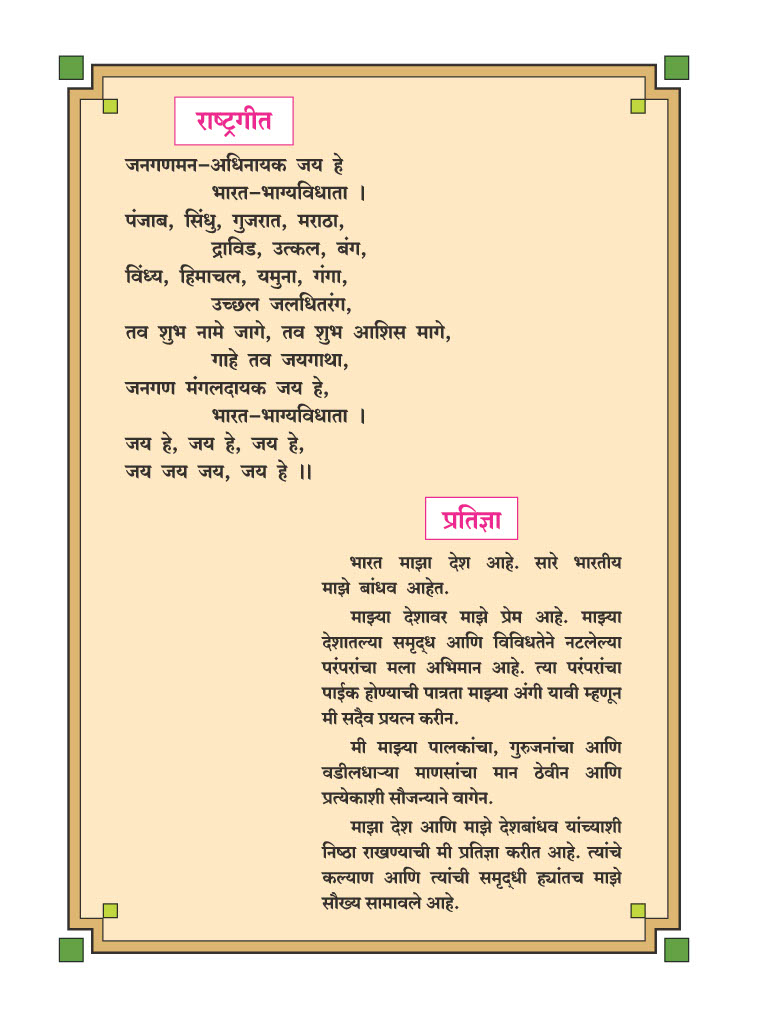 राष्ट्रगीत
जनगणमन-अधिनायक जय हे
भारत-भाग्यविधाता ।
पंजाब, सिंधु, गुजरात, मराठा,
द्राविड, उत्कल, बंग,
विंध्य, हिमाचल, यमुना, गंगा,
उच्छल जलधितरंग,
तव शुभ नामे जागे, तव शुभ आशिस मागे,
गाहे तव जयगाथा,
जनगण मंगलदायक जय हे,
भारत-भाग्यविधाता ।
जय हे, जय हे, जय हे,
जय जय जय, जय हे ।।
प्रतिज्ञा
भारत माझा देश आहे. सारे भारतीय
माझे बांधव आहेत.
माझ्या देशावर माझे प्रेम आहे. माझ्या
देशातल्या समृद्ध आणि विविधतेने नटलेल्या
परंपरांचा मला अभिमान आहे. त्या परंपरांचा
पाईक होण्याची पात्रता माझ्या अंगी यावी म्हणून
मी सदैव प्रयत्न करीन.
मी माझ्या पालकांचा, गुरुजनांचा आणि
वडीलधाऱ्या माणसांचा मान ठेवीन आणि
प्रत्येकाशी सौजन्याने वागेन.
माझा देश आणि माझे देशबांधव यांच्याशी
निष्ठा राखण्याची मी प्रतिज्ञा करीत आहे. त्यांचे
कल्याण आणि त्यांची समृद्धी ह्यांतच माझे
सौख्य सामावले आहे.